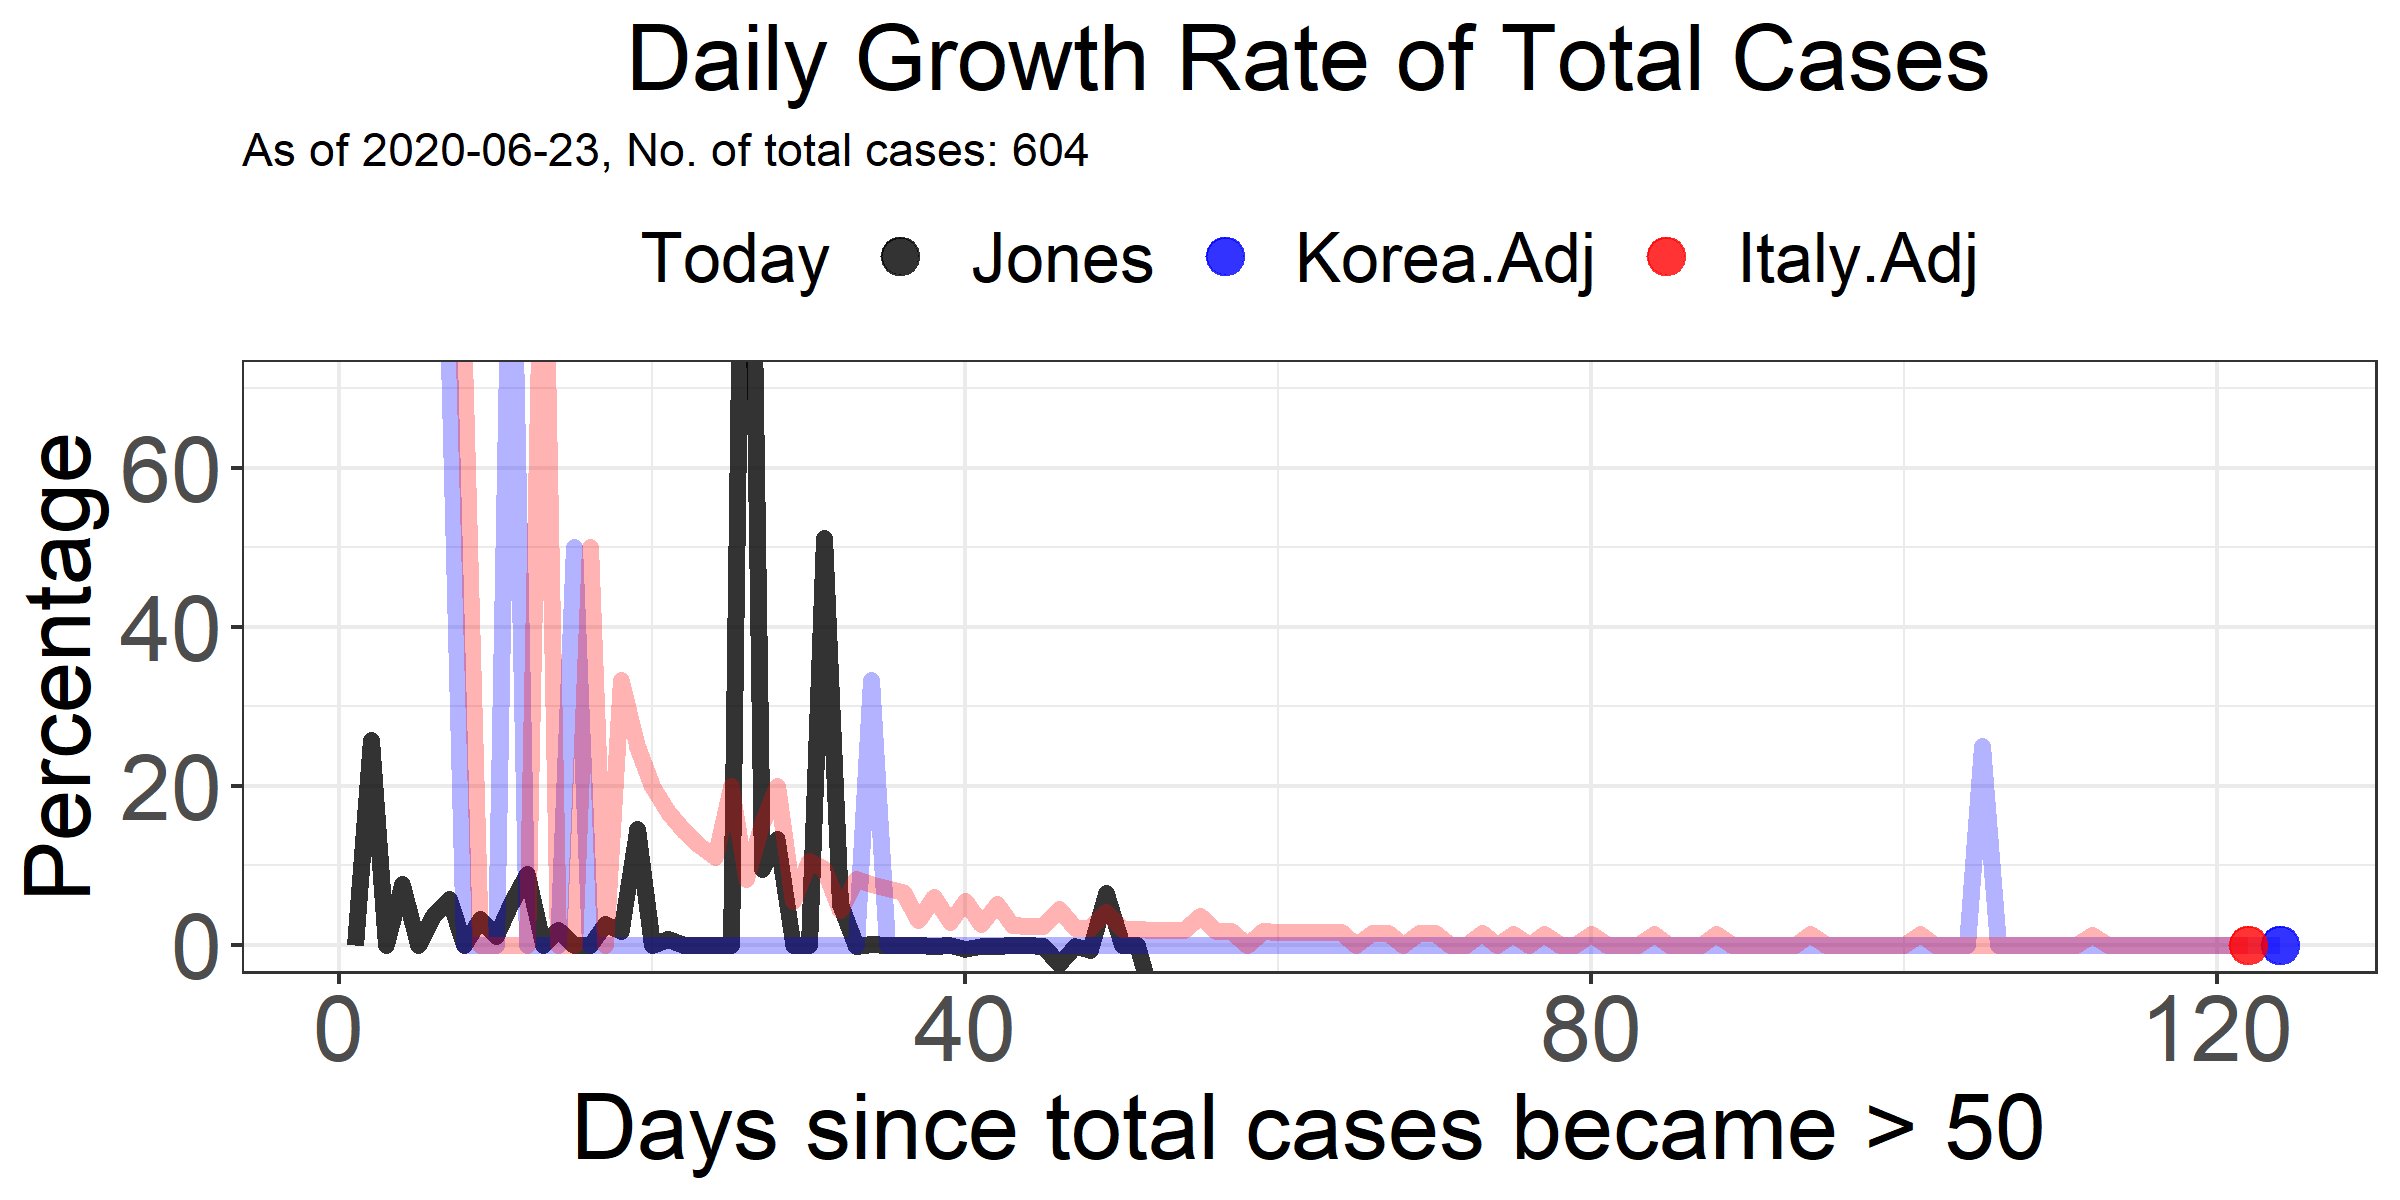 Daily Growth Rate of Total Cases
As of 2020-06-23, No. of total cases: 604
Today Jones Korea.Adj Italy.Adj
Percentage
60
40
20
0
0 40 80 120
Days since total cases became > 50